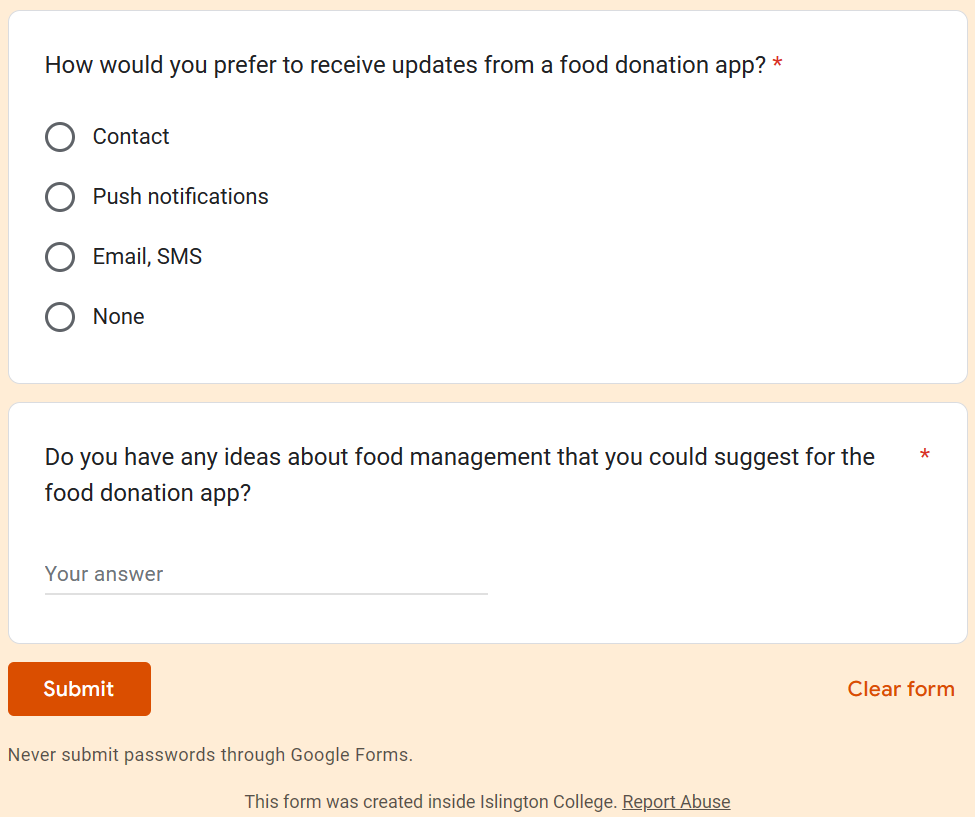 How would you prefer to receive updates from a food donation app? *
Contact
Push notifications
Email, SMS
None
Do you have any ideas about food management that you could suggest for the *
food donation app?
Your answer
Submit
Clear form
Never submit passwords through Google Forms.
This form was created inside Islington College. Report Abuse